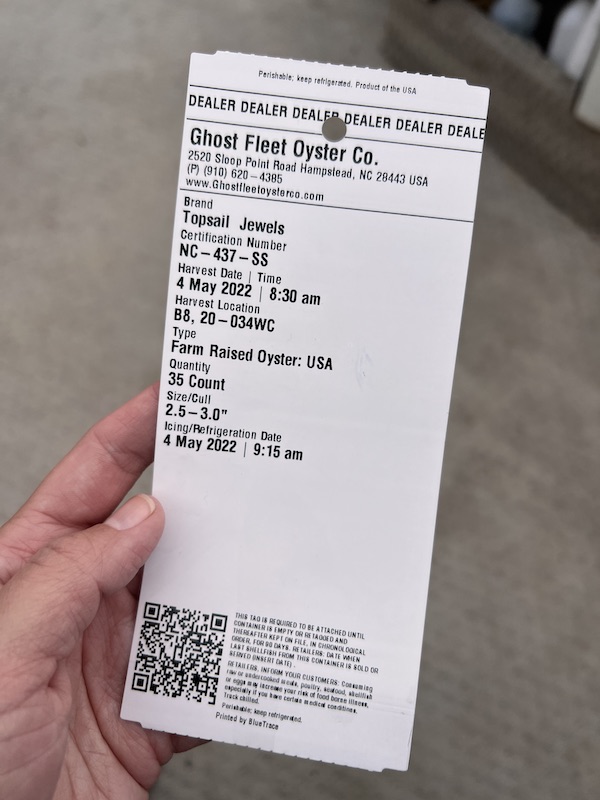 Perishable; keep refrigerated. Product of the USA
DEALER DEALER DEALER DEALER DEALER DEALE
Ghost Fleet Oyster Co.
2520 Sloop Point Road Hampstead, NC 28443 USA
(P) (910) 620-4385
www.Ghostfleetoysterco.com
Brand
Topsail Jewels
Certification Number
NC-437-SS
Harvest Date | Time
4 May 2022 | 8:30 am
Harvest Location
B8, 20-034WC
Type
Farm Raised Oyster: USA
Quantity
35 Count
Size/Cull
2.5-3.0"
Icing/Refrigeration Date
4 May 2022 | 9:15 am
THIS TAG IS REQUIRED TO BE ATTACHED UNTIL
CONTAINER IS EMPTY OR RETAGGED AND
THEREAFTER KEPT ON FILE, IN CHRONOLOGICAL
ORDER, FOR 90 DAYS. RETAILERS: DATE WHEN
LAST SHELLFISH FROM THIS CONTAINER IS SOLD OR
SERVED (INSERT DATE) .
RETAILERS, INFORM YOUR CUSTOMERS: Consuming
raw or undercooked meats, poultry, seafood, shellfish
or eggs may increase your risk of food borne illness,
especially if you have certain medical conditions.
Track chilled.
Perishable; keep refrigerated.
Printed by BlueTrace